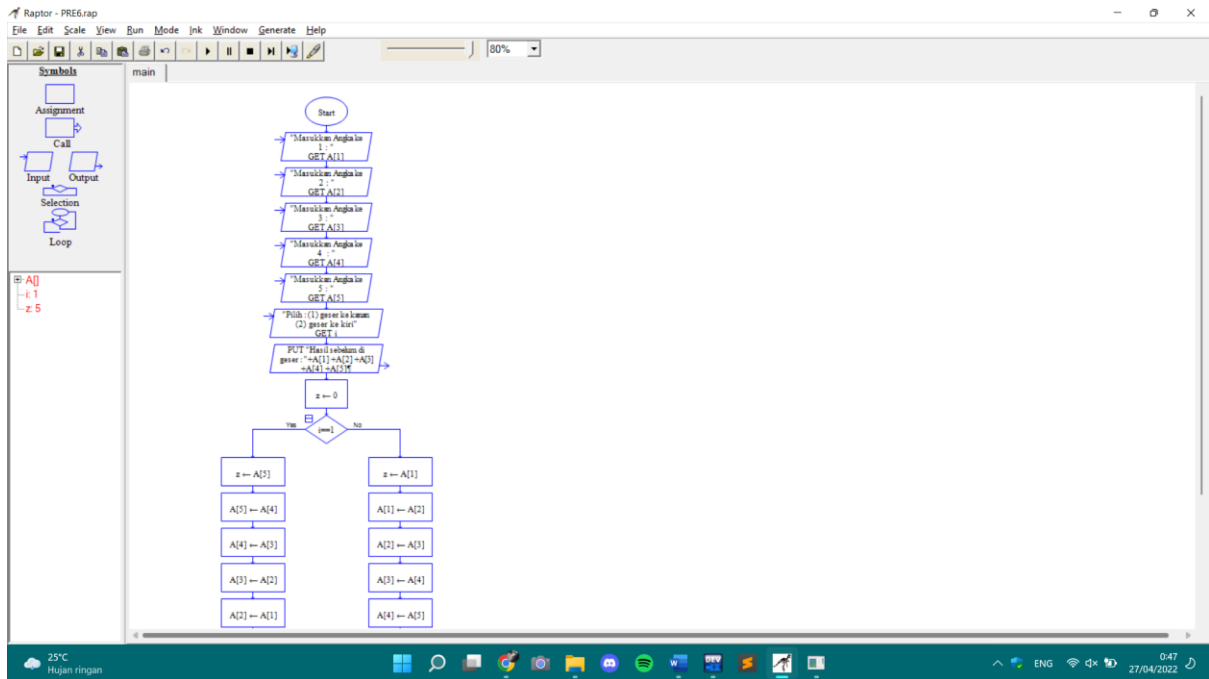 Raptor - PRE6.rap
File Edit Scale View Run Mode Ink Window Generate Help
80%
Symbols
Assignment
Call
Input Output
Selection
Loop
A[]
i: 1
z: 5
main
Start
"Masukkan Angka ke
1 : "
GET A[1]
"Masukkan Angka ke
2 : "
GET A[2]
"Masukkan Angka ke
3 : "
GET A[3]
"Masukkan Angka ke
4 : "
GET A[4]
"Masukkan Angka ke
5 : "
GET A[5]
"Pilih : (1) geser ke kanan
(2) geser ke kiri"
GET i
PUT "Hasil sebelum di
geser : "+A[1] +A[2] +A[3]
+A[4] +A[5]¶
z ← 0
Yes i==1 No
z ← A[5] z ← A[1]
A[5] ← A[4] A[1] ← A[2]
A[4] ← A[3] A[2] ← A[3]
A[3] ← A[2] A[3] ← A[4]
A[2] ← A[1] A[4] ← A[5]
25°C
Hujan ringan
DEV
ENG
0:47
27/04/2022